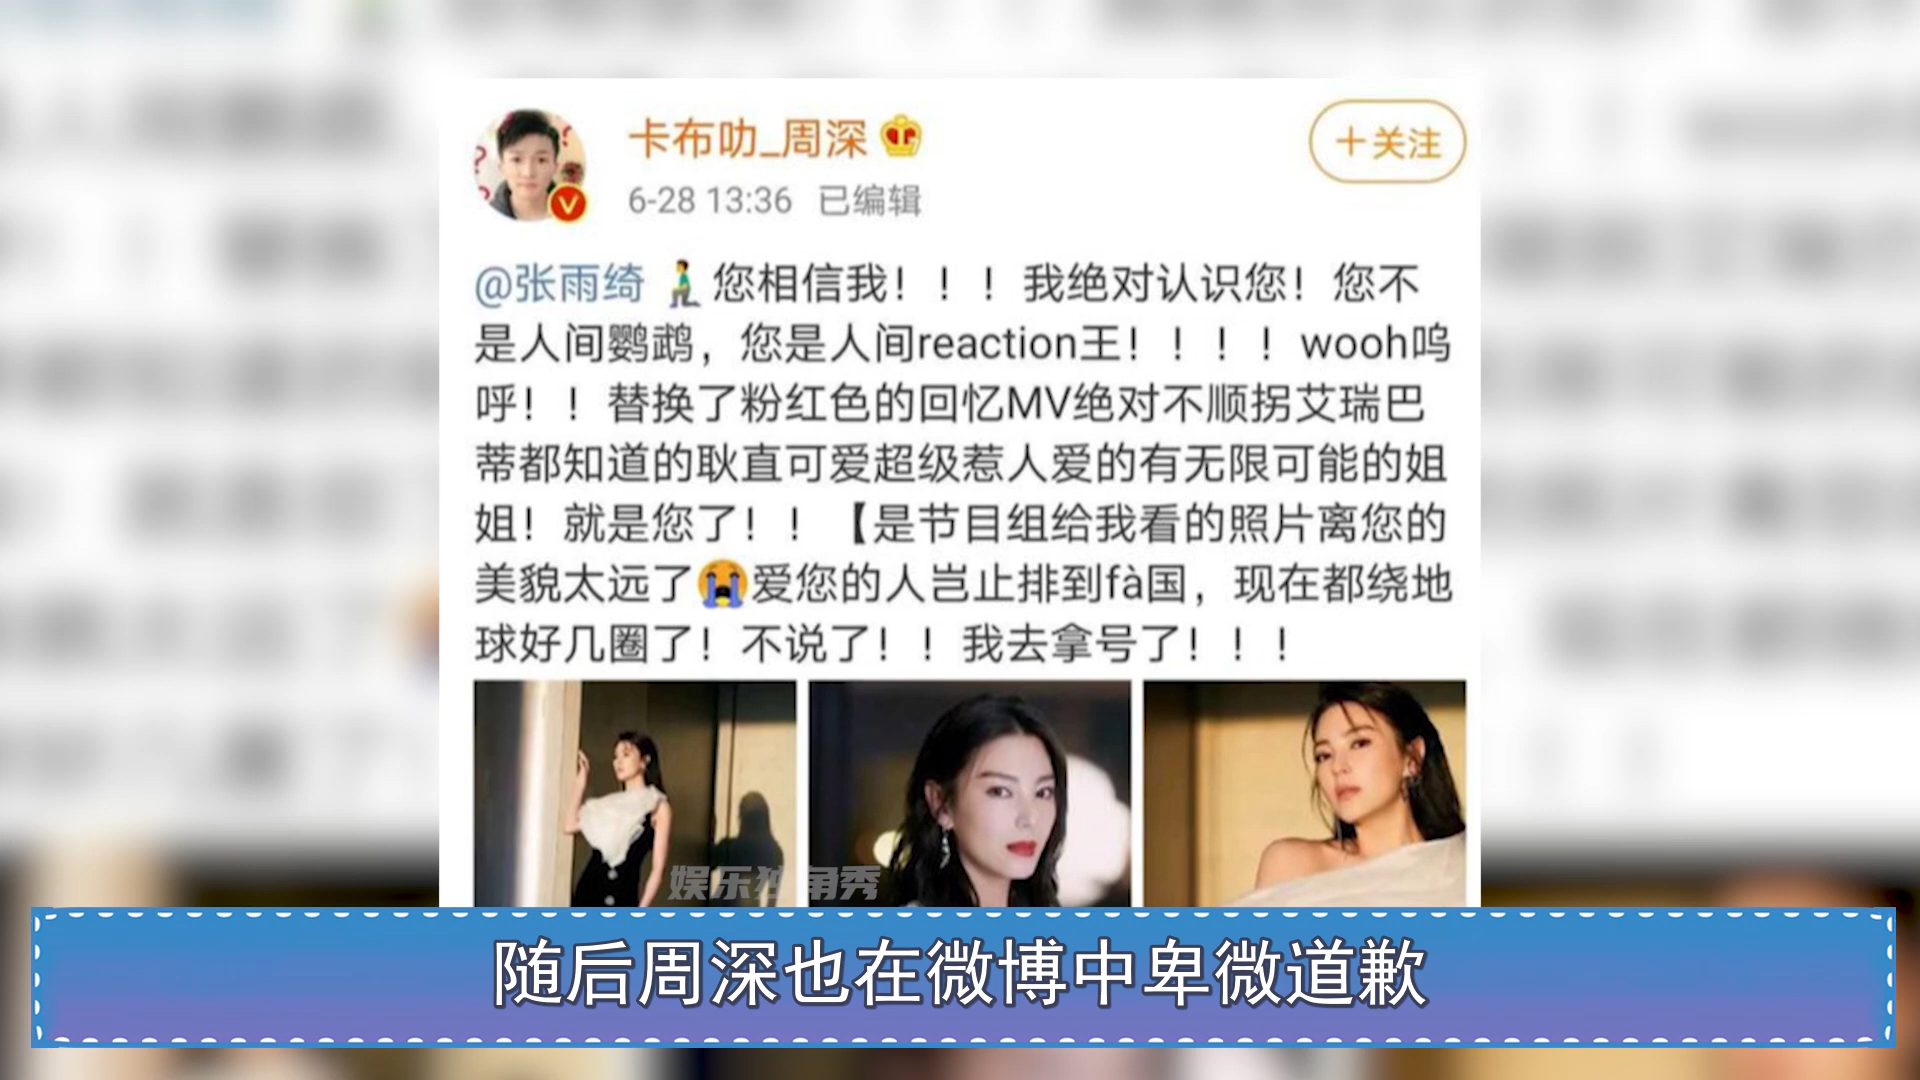 卡布叻_周深
+关注
6-28 13:36 已编辑
@张雨绮 🧎‍♂️您相信我！！！我绝对认识您！您不
是人间鹦鹉，您是人间reaction王！！！！wooh呜
呼！！替换了粉红色的回忆MV绝对不顺拐艾瑞巴
蒂都知道的耿直可爱超级惹人爱的有无限可能的姐
姐！就是您了！！【是节目组给我看的照片离您的
美貌太远了😭爱您的人岂止排到fà国，现在都绕地
球好几圈了！不说了！！我去拿号了！！！
娱乐独角秀
随后周深也在微博中卑微道歉